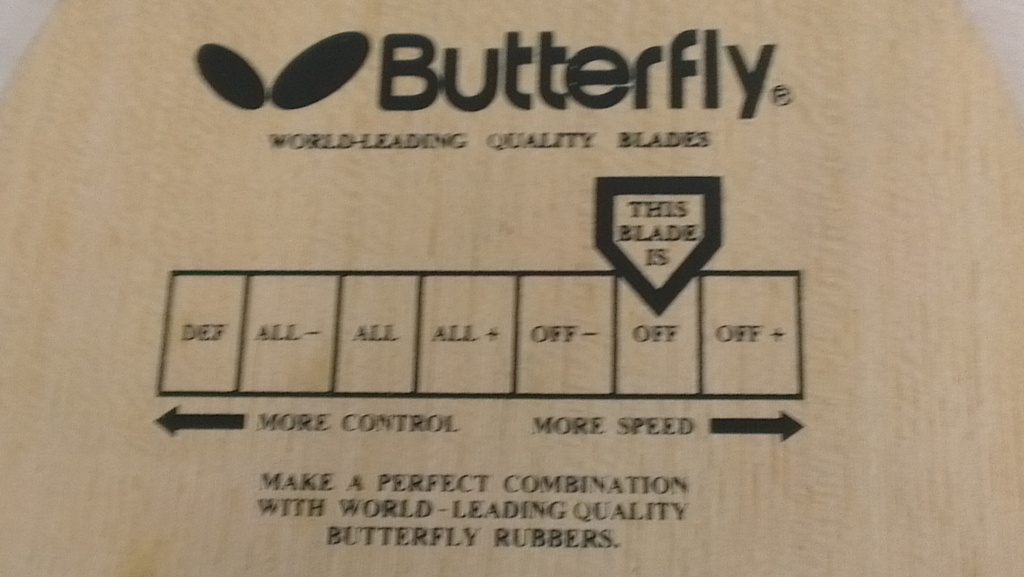 Butterfly®
WORLD-LEADING QUALITY BLADES
THIS
BLADE
IS
DEF ALL - ALL ALL + OFF - OFF OFF +
MORE CONTROL MORE SPEED
MAKE A PERFECT COMBINATION
WITH WORLD-LEADING QUALITY
BUTTERFLY RUBBERS.